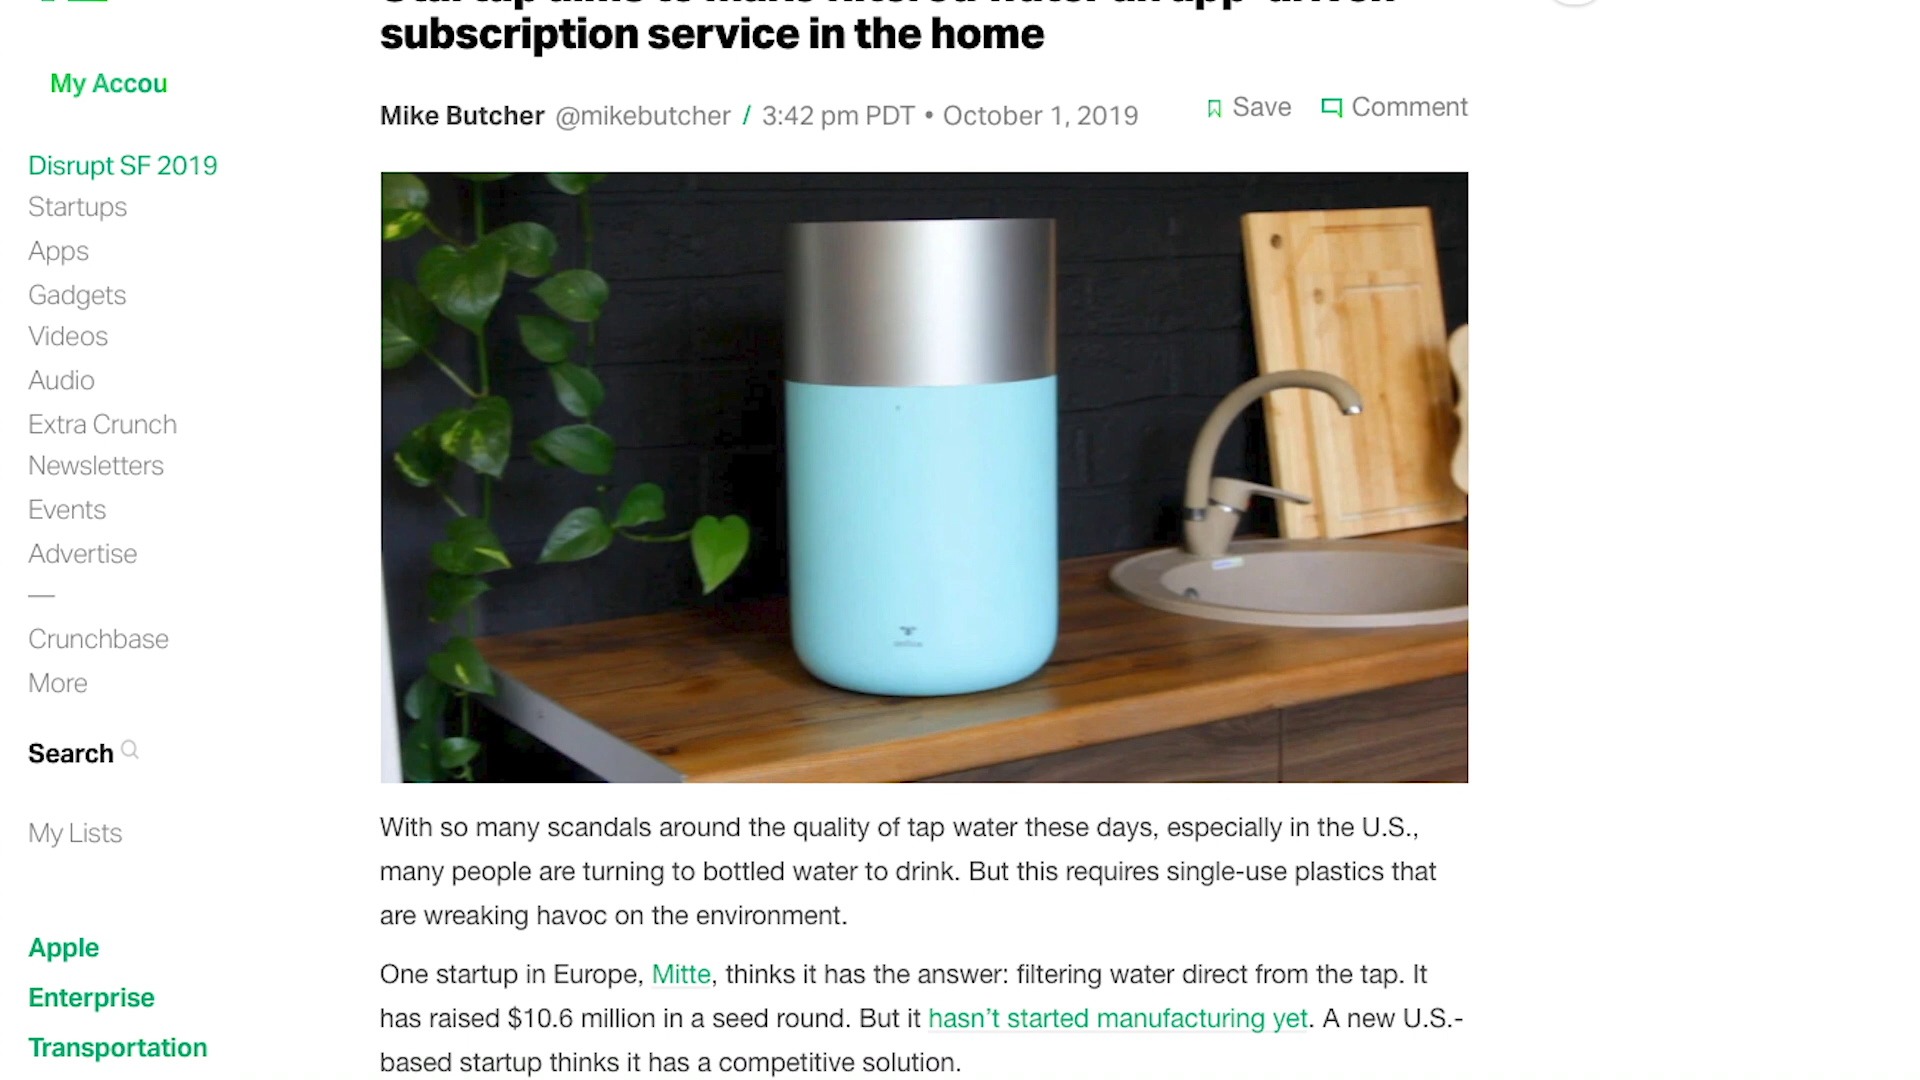 subscription service in the home
My Accou
Mike Butcher @mikebutcher / 3:42 pm PDT • October 1, 2019
Save
Comment
Disrupt SF 2019
Startups
Apps
Gadgets
Videos
Audio
Extra Crunch
Newsletters
Events
Advertise
—
Crunchbase
More
Search
My Lists
Apple
Enterprise
Transportation
With so many scandals around the quality of tap water these days, especially in the U.S.,
many people are turning to bottled water to drink. But this requires single-use plastics that
are wreaking havoc on the environment.
One startup in Europe, Mitte, thinks it has the answer: filtering water direct from the tap. It
has raised $10.6 million in a seed round. But it hasn’t started manufacturing yet. A new U.S.-
based startup thinks it has a competitive solution.